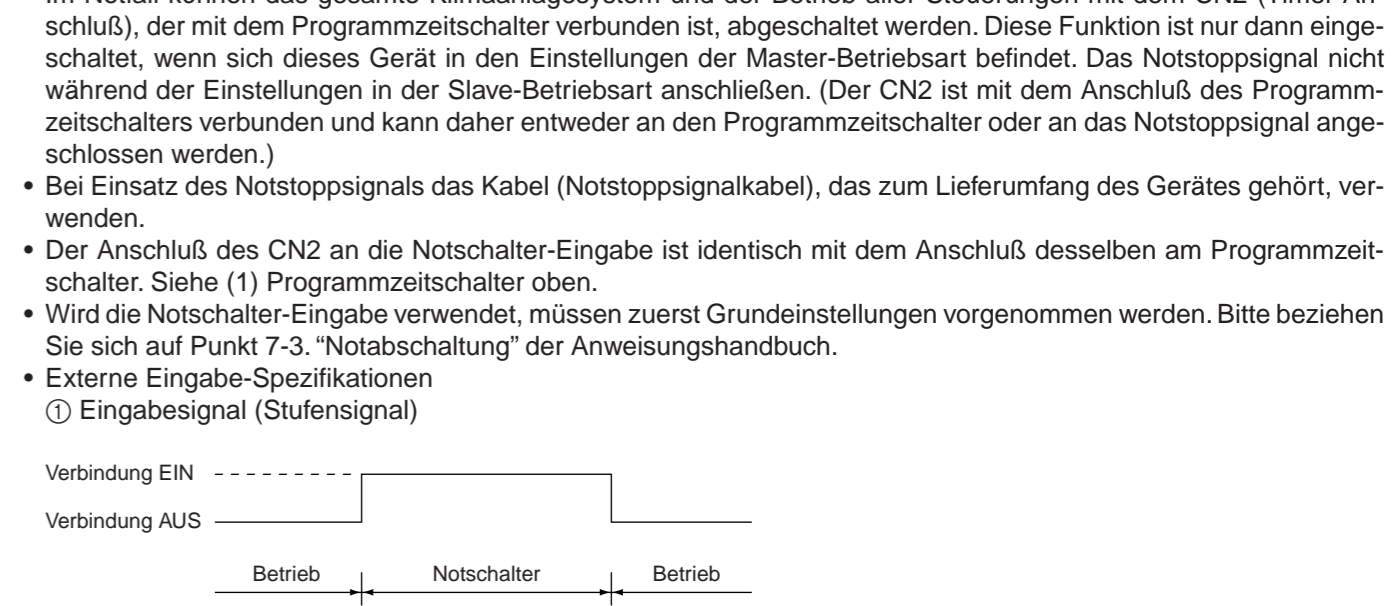 Im Notfall können das gesamte Klimaanlagesystem und der Betrieb aller Steuerungen mit dem CN2 (Timer-An-
schluß), der mit dem Programmzeitschalter verbunden ist, abgeschaltet werden. Diese Funktion ist nur dann einge-
schaltet, wenn sich dieses Gerät in den Einstellungen der Master-Betriebsart befindet. Das Notstoppsignal nicht
während der Einstellungen in der Slave-Betriebsart anschließen. (Der CN2 ist mit dem Anschluß des Programm-
zeitschalters verbunden und kann daher entweder an den Programmzeitschalter oder an das Notstoppsignal ange-
schlossen werden.)
• Bei Einsatz des Notstoppsignals das Kabel (Notstoppsignalkabel), das zum Lieferumfang des Gerätes gehört, ver-
wenden.
• Der Anschluß des CN2 an die Notschalter-Eingabe ist identisch mit dem Anschluß desselben am Programmzeit-
schalter. Siehe (1) Programmzeitschalter oben.
• Wird die Notschalter-Eingabe verwendet, müssen zuerst Grundeinstellungen vorgenommen werden. Bitte beziehen
Sie sich auf Punkt 7-3. “Notabschaltung” der Anweisungshandbuch.
• Externe Eingabe-Spezifikationen
① Eingabesignal (Stufensignal)
Verbindung EIN
Verbindung AUS
Betrieb Notschalter Betrieb